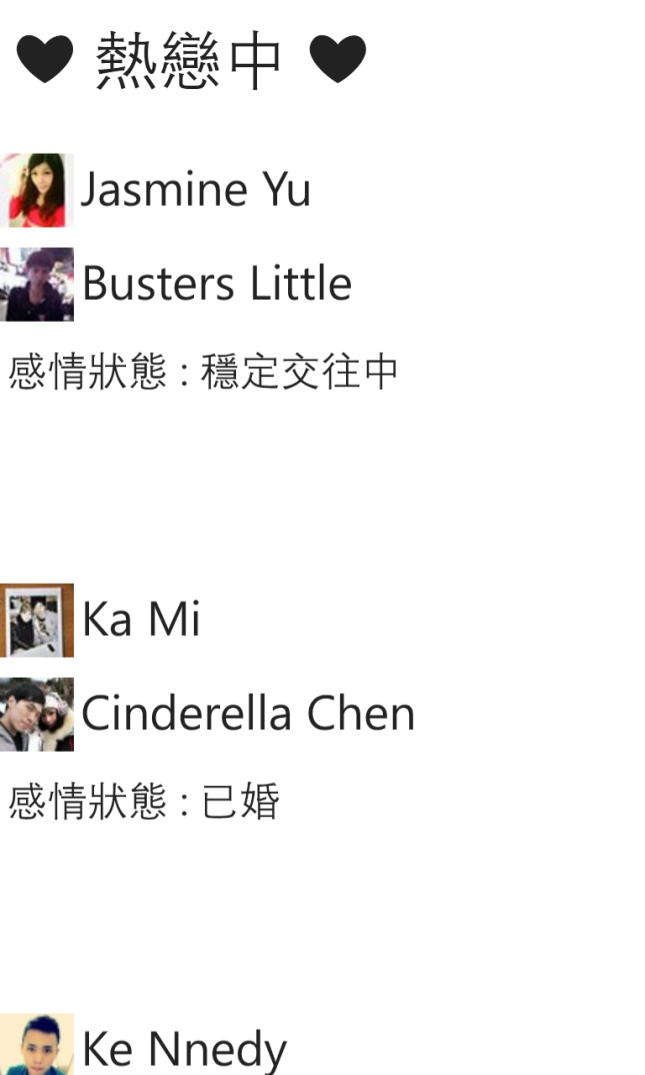 ♥ 熱戀中 ♥
Jasmine Yu
Busters Little
感情狀態 : 穩定交往中
Ka Mi
Cinderella Chen
感情狀態 : 已婚
Ke Nnedy